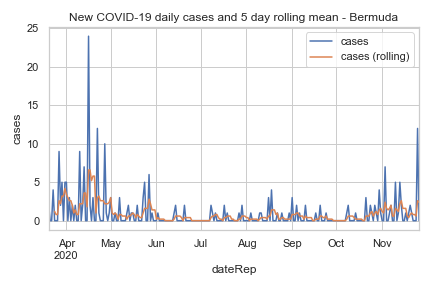 New COVID-19 daily cases and 5 day rolling mean - Bermuda
cases
cases (rolling)
25
20
15
10
5
0
cases
Apr May Jun Jul Aug Sep Oct Nov
2020
dateRep